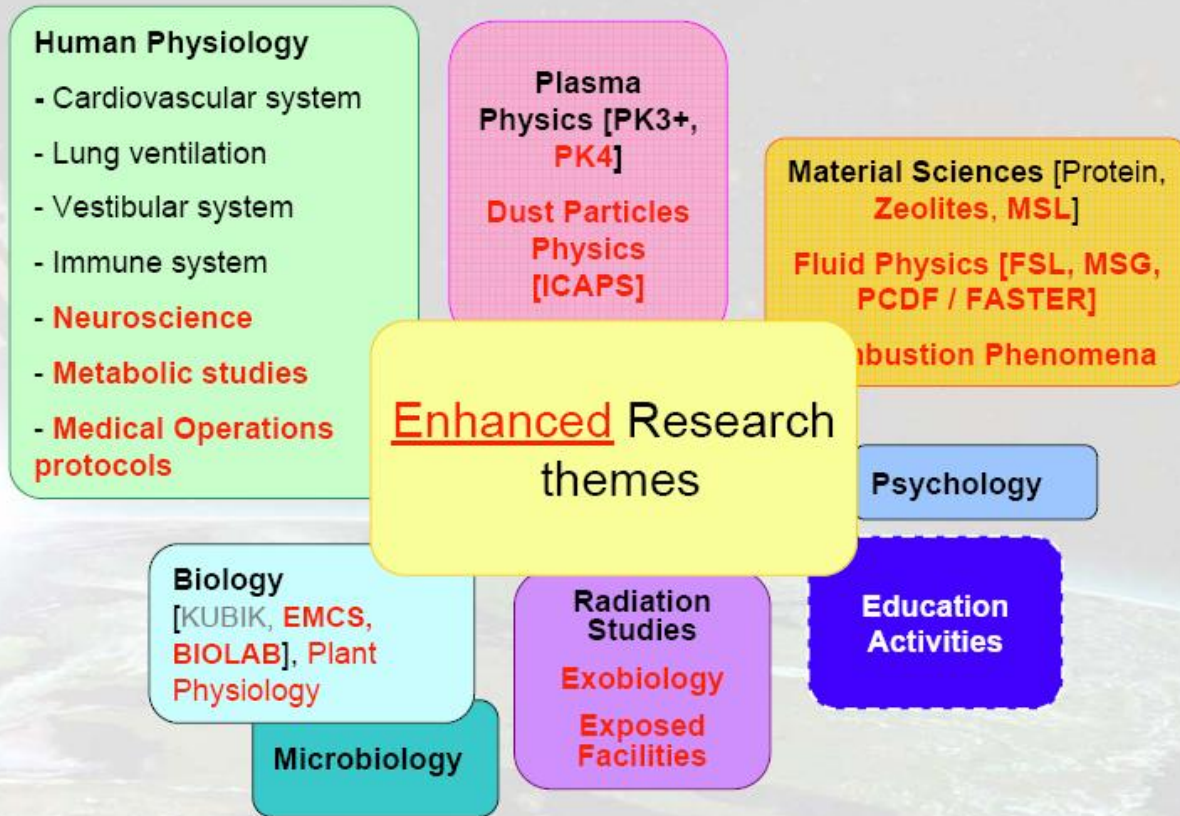 Human Physiology
- Cardiovascular system
- Lung ventilation
- Vestibular system
- Immune system
- Neuroscience
- Metabolic studies
- Medical Operations
protocols
Plasma
Physics [PK3+,
PK4]
Dust Particles
Physics
[ICAPS]
Material Sciences [Protein,
Zeolites, MSL]
Fluid Physics [FSL, MSG,
PCDF / FASTER]
mbustion Phenomena
Enhanced Research
themes
Psychology
Biology
[KUBIK, EMCS,
BIOLAB], Plant
Physiology
Microbiology
Radiation
Studies
Exobiology
Exposed
Facilities
Education
Activities